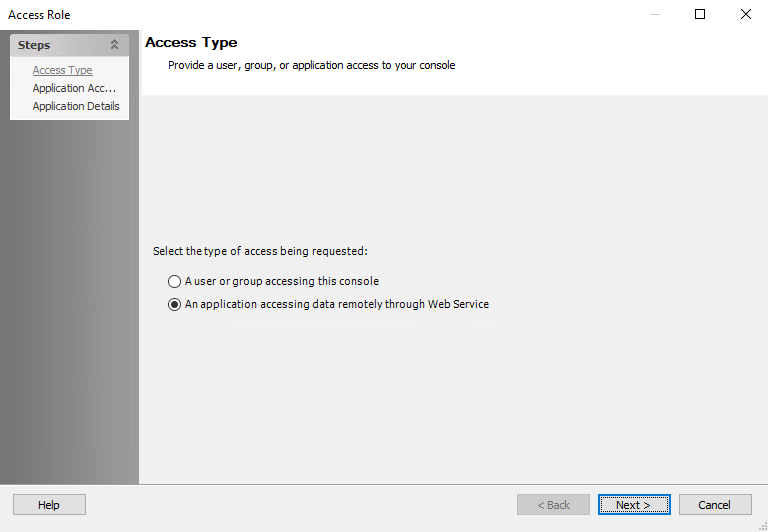 Access Role
Steps
Access Type
Application Acc...
Application Details
Access Type
Provide a user, group, or application access to your console
Select the type of access being requested:
A user or group accessing this console
An application accessing data remotely through Web Service
Help
< Back
Next >
Cancel